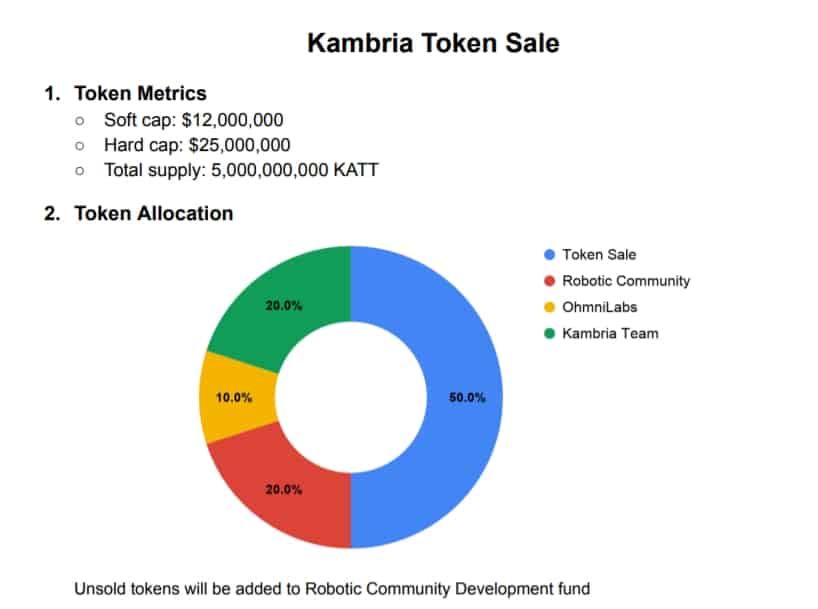 Kambria Token Sale
1. Token Metrics
○ Soft cap: $12,000,000
○ Hard cap: $25,000,000
○ Total supply: 5,000,000,000 KATT
2. Token Allocation
Token Sale
Robotic Community
OhmniLabs
Kambria Team
20.0%
10.0%
50.0%
20.0%
Unsold tokens will be added to Robotic Community Development fund